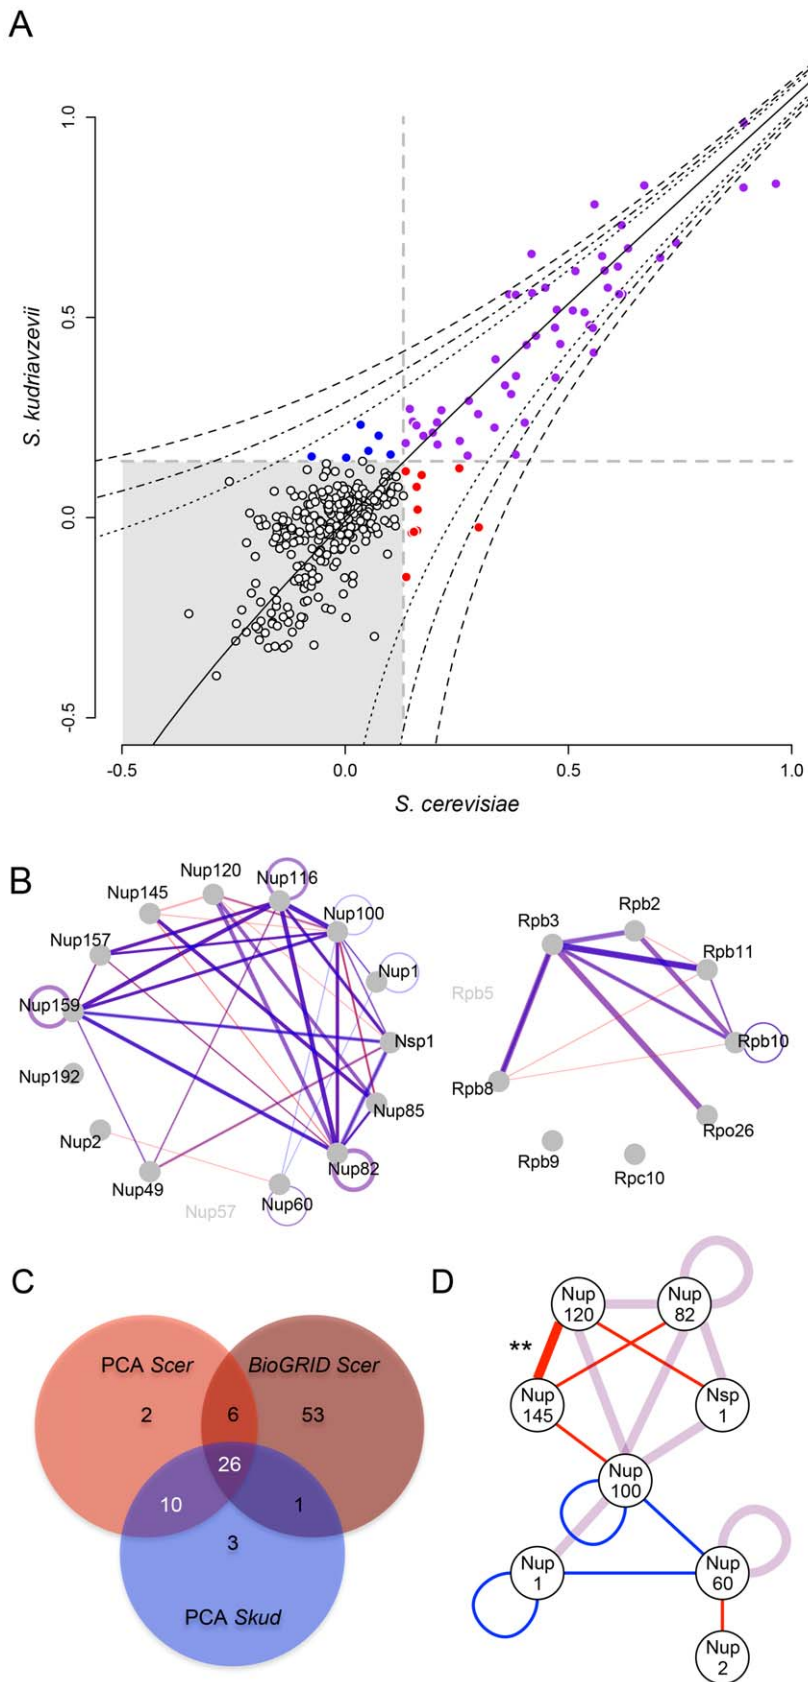 A
1.0
0.5
0.0
-0.5
S. kudriavzevii
-0.5 0.0 0.5 1.0
S. cerevisiae
B
Nup116
Nup120
Nup145
Nup100
Nup157
Nup1
Nup159
Nsp1
Nup192
Nup85
Nup2
Nup82
Nup49
Nup60
Nup57
Rpb2
Rpb3
Rpb11
Rpb5
Rpb10
Rpb8
Rpo26
Rpb9
Rpc10
C
PCA Scer
BioGRID Scer
2
6
53
26
10
1
3
PCA Skud
D
Nup
120
Nup
82
**
Nup
145
Nsp
1
Nup
100
Nup
1
Nup
60
Nup
2